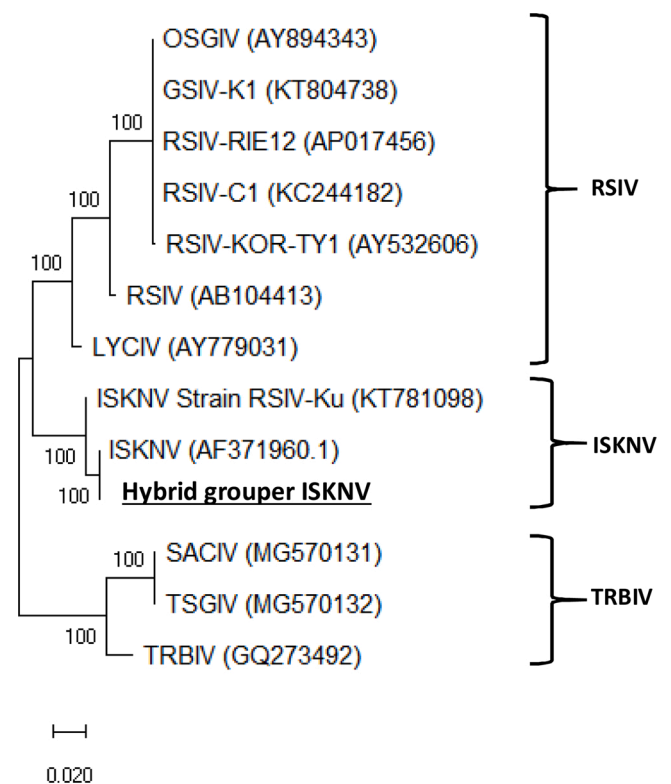 OSGIV (AY894343)
GSIV-K1 (KT804738)
100
RSIV-RIE12 (AP017456)
RSIV
RSIV-C1 (KC244182)
100
RSIV-KOR-TY1 (AY532606)
100
RSIV (AB104413)
LYCIV (AY779031)
ISKNV Strain RSIV-Ku (KT781098)
ISKNV (AF371960.1)
ISKNV
100
100
Hybrid grouper ISKNV
SACIV (MG570131)
100
TSGIV (MG570132)
TRBIV
100
TRBIV (GQ273492)
0.020